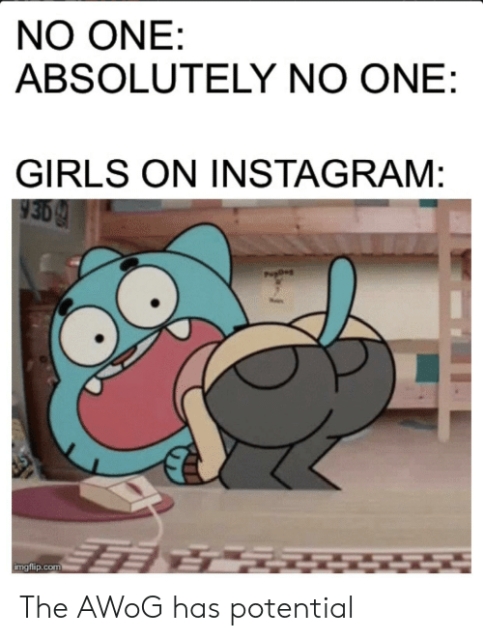 NO ONE:
ABSOLUTELY NO ONE:
GIRLS ON INSTAGRAM:
imgflip.com
The AWoG has potential